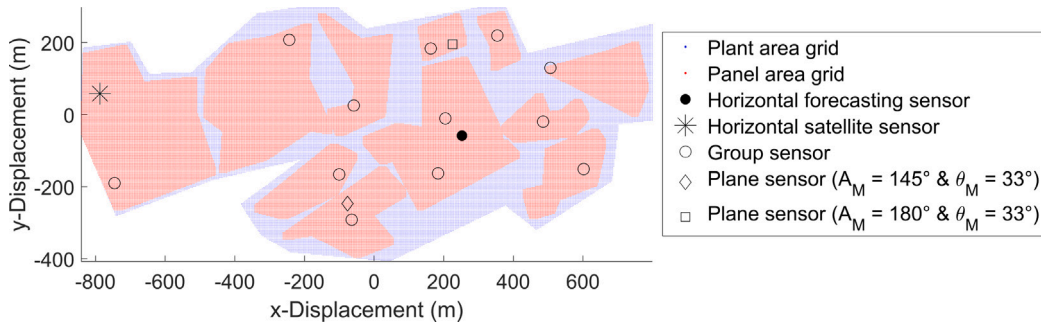 200
0
-200
-400
y-Displacement (m)
-800
-600
-400
-200
0
200
400
600
x-Displacement (m)
Plant area grid
Panel area grid
Horizontal forecasting sensor
Horizontal satellite sensor
Group sensor
Plane sensor (A_M = 145° & θ_M = 33°)
Plane sensor (A_M = 180° & θ_M = 33°)